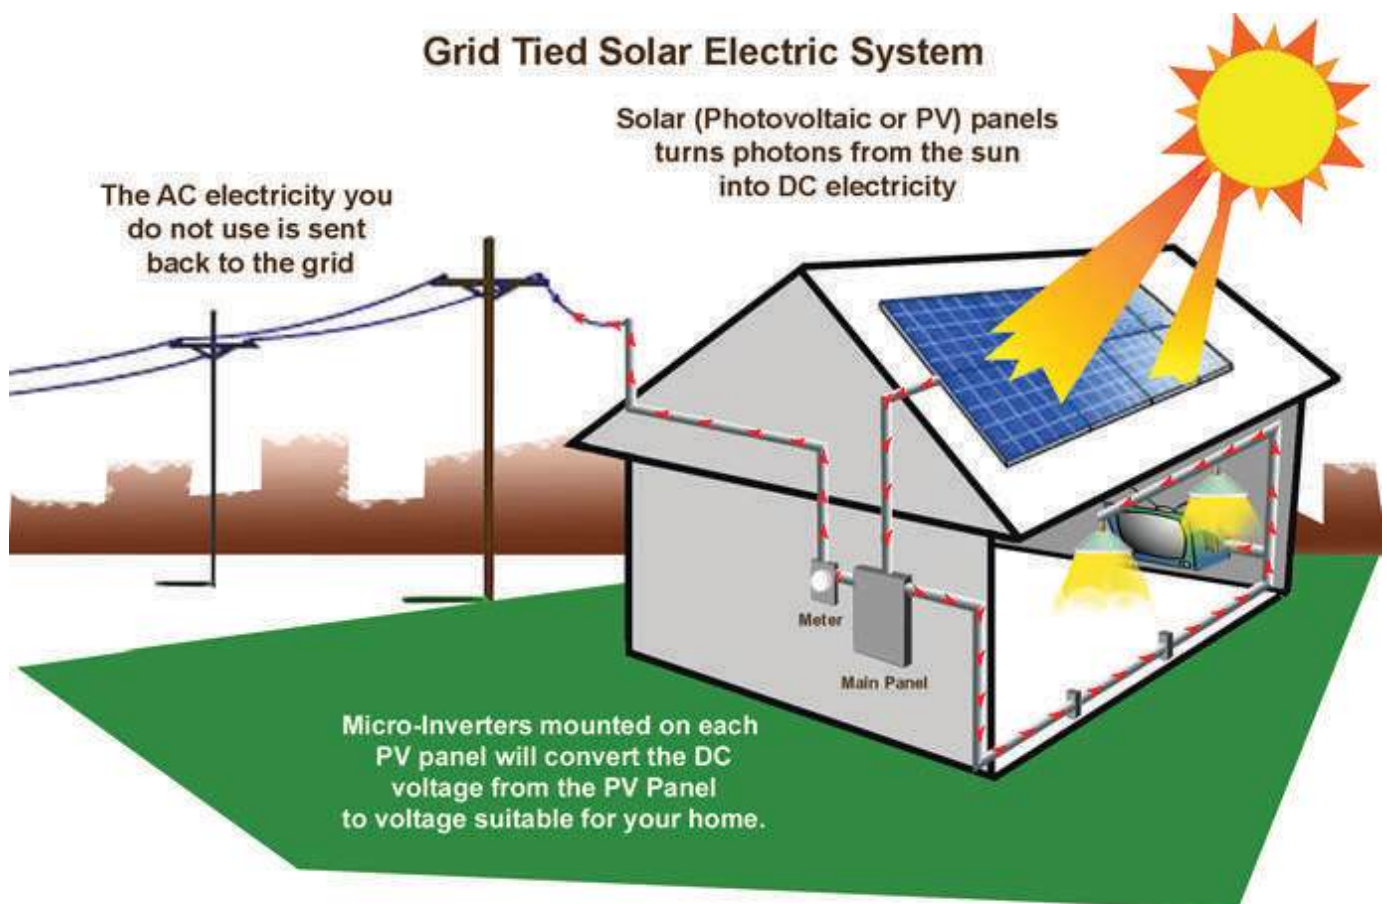 Grid Tied Solar Electric System
Solar (Photovoltaic or PV) panels
turns photons from the sun
into DC electricity
The AC electricity you
do not use is sent
back to the grid
Meter
Main Panel
Micro-Inverters mounted on each
PV panel will convert the DC
voltage from the PV Panel
to voltage suitable for your home.